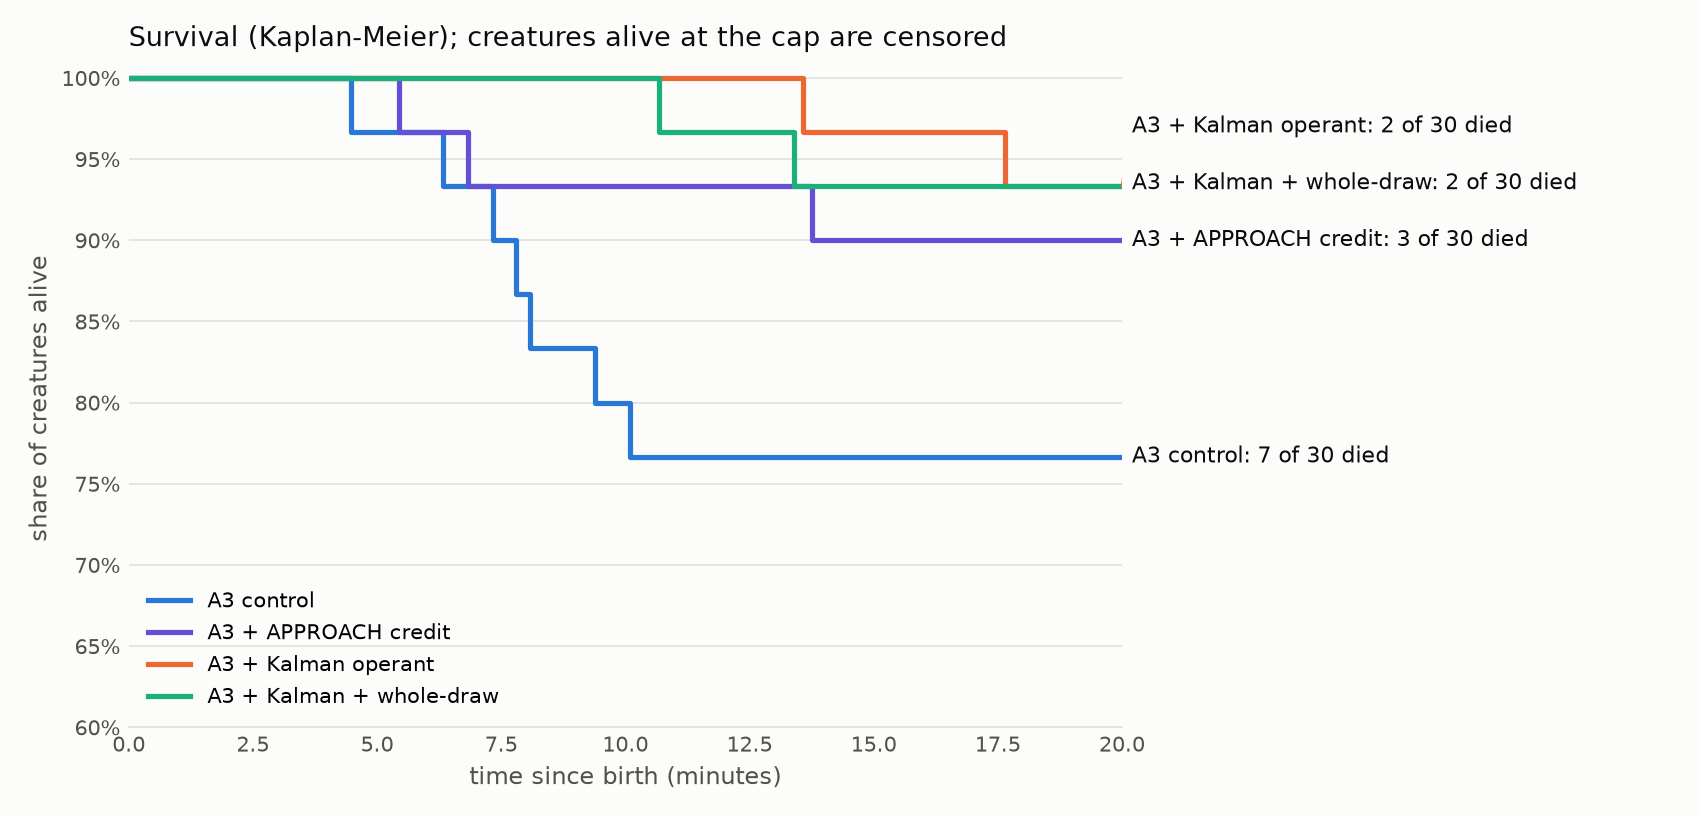 Survival (Kaplan-Meier); creatures alive at the cap are censored
100%
95%
90%
85%
80%
75%
70%
65%
60%
share of creatures alive
A3 + Kalman operant: 2 of 30 died
A3 + Kalman + whole-draw: 2 of 30 died
A3 + APPROACH credit: 3 of 30 died
A3 control: 7 of 30 died
A3 control
A3 + APPROACH credit
A3 + Kalman operant
A3 + Kalman + whole-draw
0.0 2.5 5.0 7.5 10.0 12.5 15.0 17.5 20.0
time since birth (minutes)